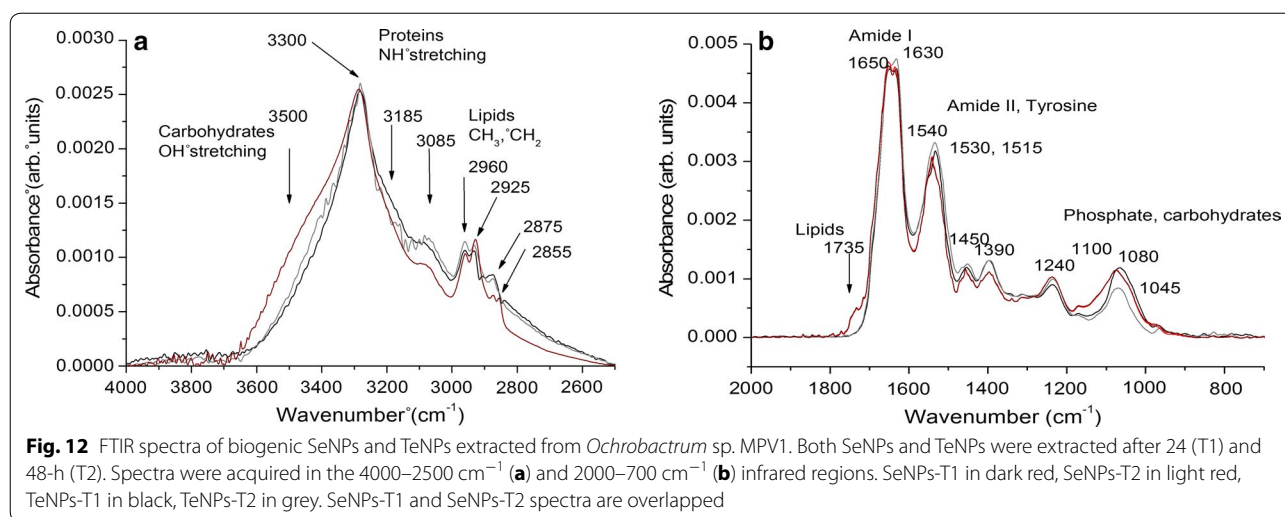 a
0.0030
0.0025
0.0020
0.0015
0.0010
0.0005
0.0000
Absorbance°(arb.°units)
3300
Proteins
NH°stretching
3500
3185
3085
Carbohydrates
OH°stretching
Lipids
CH₃,°CH₂
2960
2925
2875
2855
4000 3800 3600 3400 3200 3000 2800 2600
Wavenumber°(cm⁻¹)
b
0.005
0.004
0.003
0.002
0.001
0.000
Absorbance (arb. units)
Amide I
1650 1630
Amide II, Tyrosine
1540
1530, 1515
Phosphate, carbohydrates
Lipids
1735
1450
1390
1240
1100
1080
1045
2000 1800 1600 1400 1200 1000 800
Wavenumber (cm⁻¹)
Fig. 12 FTIR spectra of biogenic SeNPs and TeNPs extracted from Ochrobactrum sp. MPV1. Both SeNPs and TeNPs were extracted after 24 (T1) and
48-h (T2). Spectra were acquired in the 4000–2500 cm⁻¹ (a) and 2000–700 cm⁻¹ (b) infrared regions. SeNPs-T1 in dark red, SeNPs-T2 in light red,
TeNPs-T1 in black, TeNPs-T2 in grey. SeNPs-T1 and SeNPs-T2 spectra are overlapped